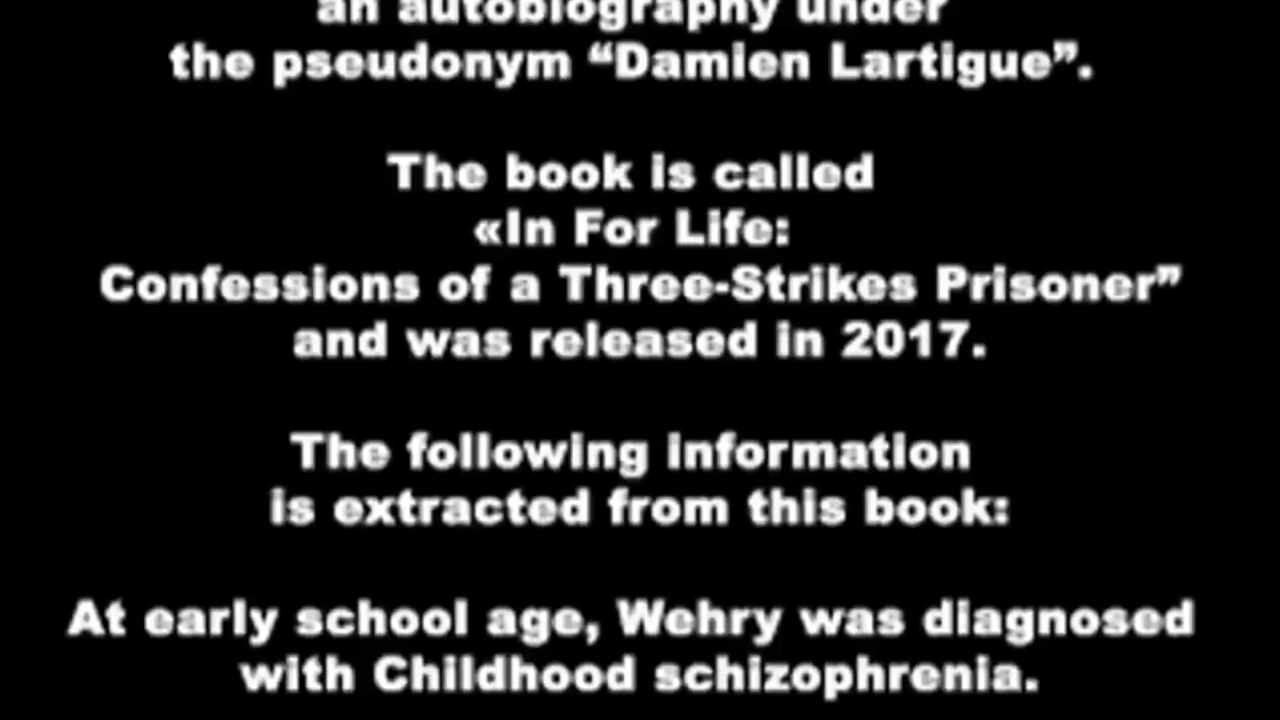 an autobiography under
the pseudonym “Damien Lartigue”.
The book is called
«In For Life:
Confessions of a Three-Strikes Prisoner”
and was released in 2017.
The following information
is extracted from this book:
At early school age, Wehry was diagnosed
with Childhood schizophrenia.